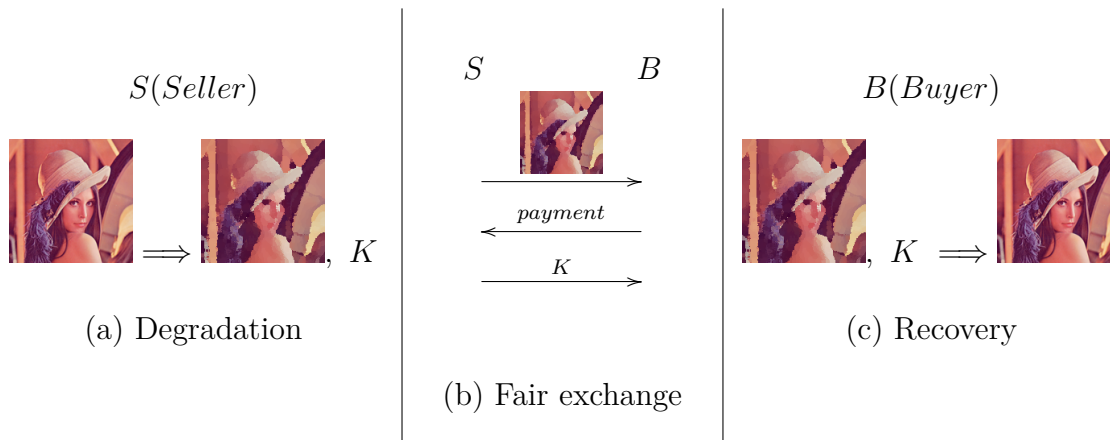 S(Seller)
⟹ , K
(a) Degradation
S B
payment
K
(b) Fair exchange
B(Buyer)
, K ⟹
(c) Recovery